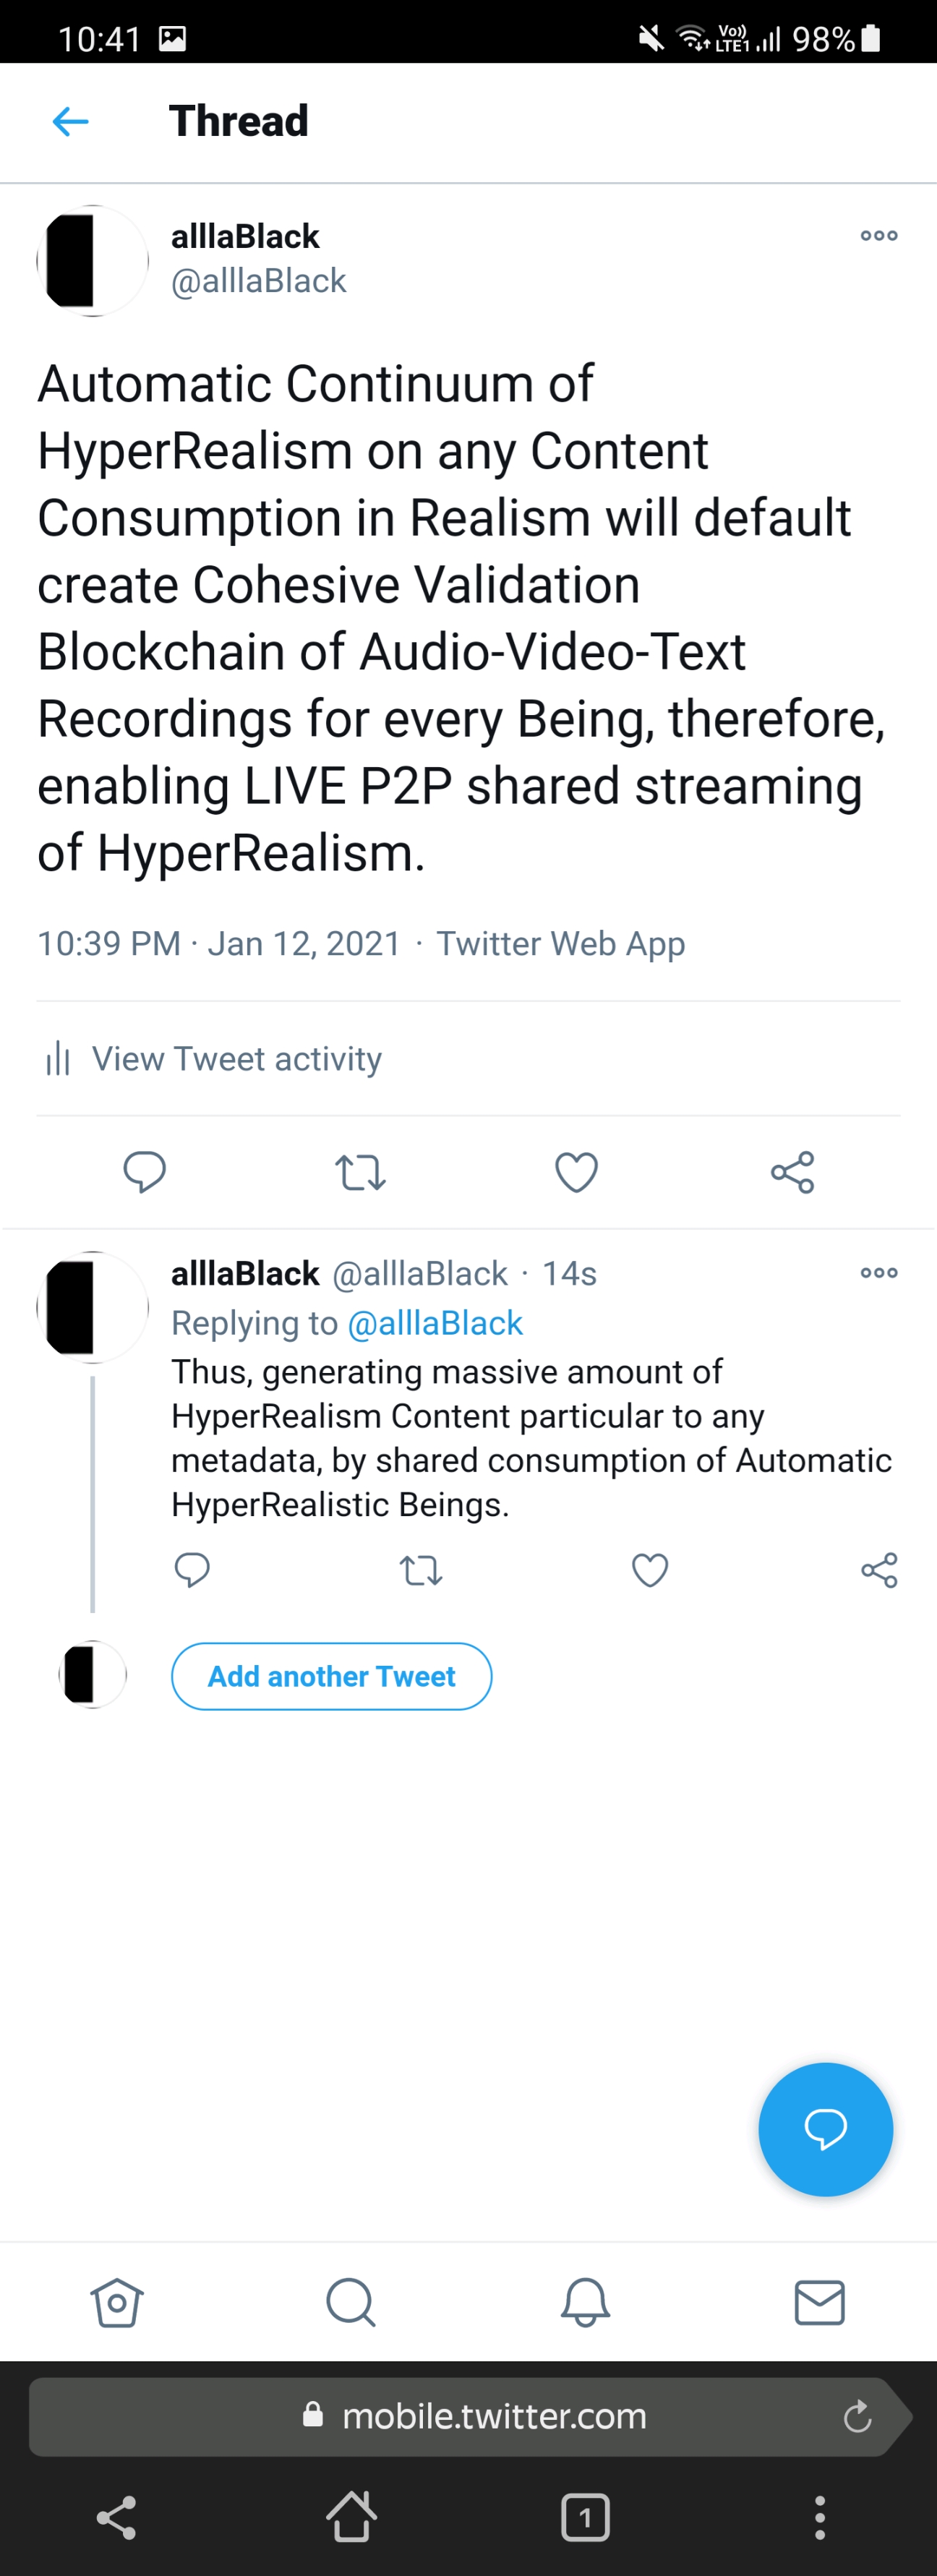 10:41 Vo)) LTE1 98%
Thread
alllaBlack
@alllaBlack
Automatic Continuum of
HyperRealism on any Content
Consumption in Realism will default
create Cohesive Validation
Blockchain of Audio-Video-Text
Recordings for every Being, therefore,
enabling LIVE P2P shared streaming
of HyperRealism.
10:39 PM · Jan 12, 2021 · Twitter Web App
View Tweet activity
alllaBlack @alllaBlack · 14s
Replying to @alllaBlack
Thus, generating massive amount of
HyperRealism Content particular to any
metadata, by shared consumption of Automatic
HyperRealistic Beings.
Add another Tweet
mobile.twitter.com
1